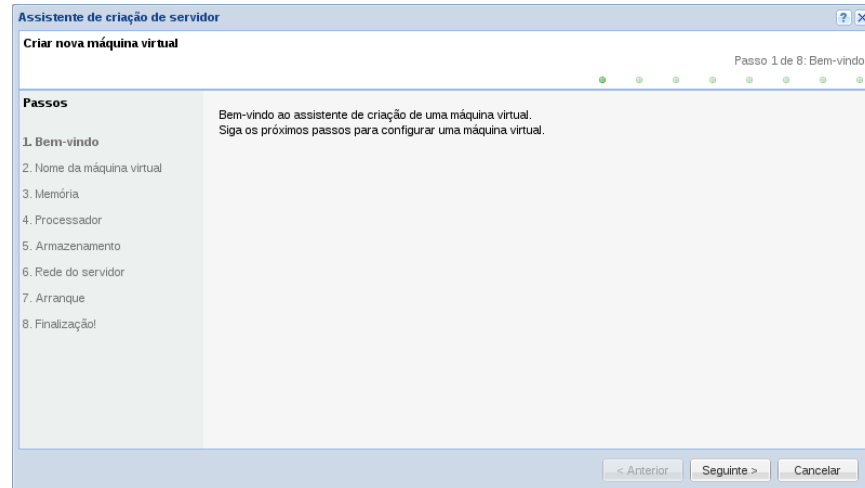 Assistente de criação de servidor
?
Criar nova máquina virtual
Passo 1 de 8: Bem-vindo
Passos
1. Bem-vindo
2. Nome da máquina virtual
3. Memória
4. Processador
5. Armazenamento
6. Rede do servidor
7. Arranque
8. Finalização!
Bem-vindo ao assistente de criação de uma máquina virtual.
Siga os próximos passos para configurar uma máquina virtual.
< Anterior
Seguinte >
Cancelar